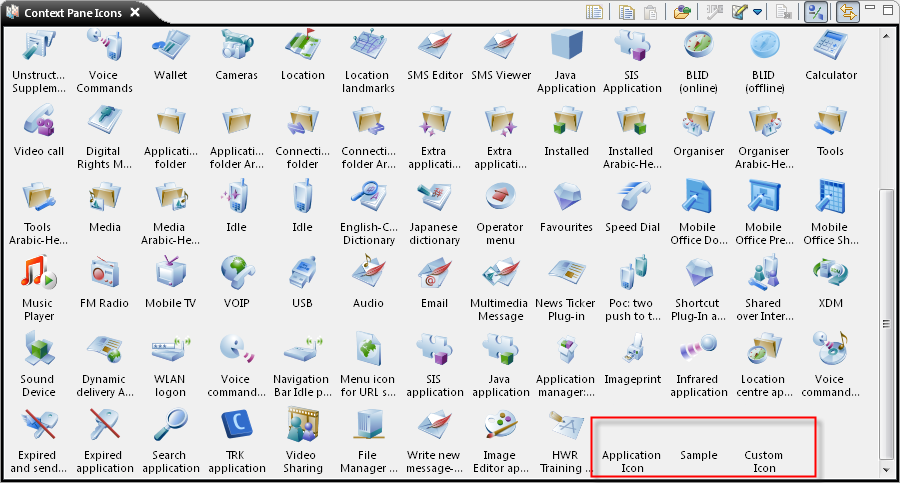 Context Pane Icons
Unstruct... Voice Wallet Cameras Location Location SMS Editor SMS Viewer Java SIS BLID BLID Calculator
Supplem... Commands landmarks Application Application (online) (offline)
Video call Digital Applicati... Applicati... Connecti... Connecti... Extra Extra Installed Installed Organiser Organiser Tools
Rights M... folder folder Ar... folder folder Ar... applicati... applicati... Arabic-He... Arabic-He...
Tools Media Media Idle Idle English-C... Japanese Operator Favourites Speed Dial Mobile Mobile Mobile
Arabic-He... Arabic-He... Dictionary dictionary menu Office Do... Office Pre... Office Sh...
Music FM Radio Mobile TV VOIP USB Audio Email Multimedia News Ticker Poc: two Shortcut Shared XDM
Player Message Plug-in push to t... Plug-In a... over Inter...
Sound Dynamic WLAN Voice Navigation Menu icon SIS Java Application Imageprint Infrared Location Voice
Device delivery A... logon command... Bar Idle p... for URL s... application application manager:... application centre ap... command...
Expired Expired Search TRK Video File Write new Image HWR Application Sample Custom
and send... application application application Sharing Manager ... message-... Editor ap... Training ... Icon Icon